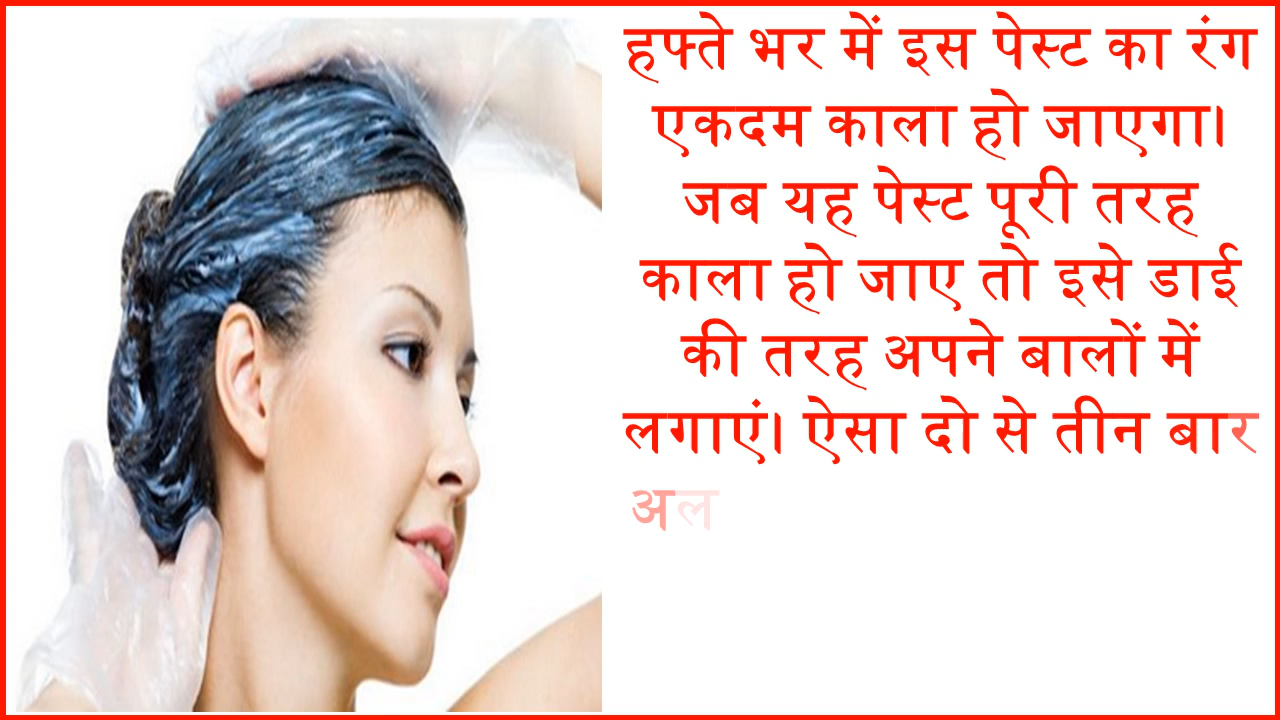 हफ्ते भर में इस पेस्ट का रंग
एकदम काला हो जाएगा।
जब यह पेस्ट पूरी तरह
काला हो जाए तो इसे डाई
की तरह अपने बालों में
लगाएं। ऐसा दो से तीन बार
अल